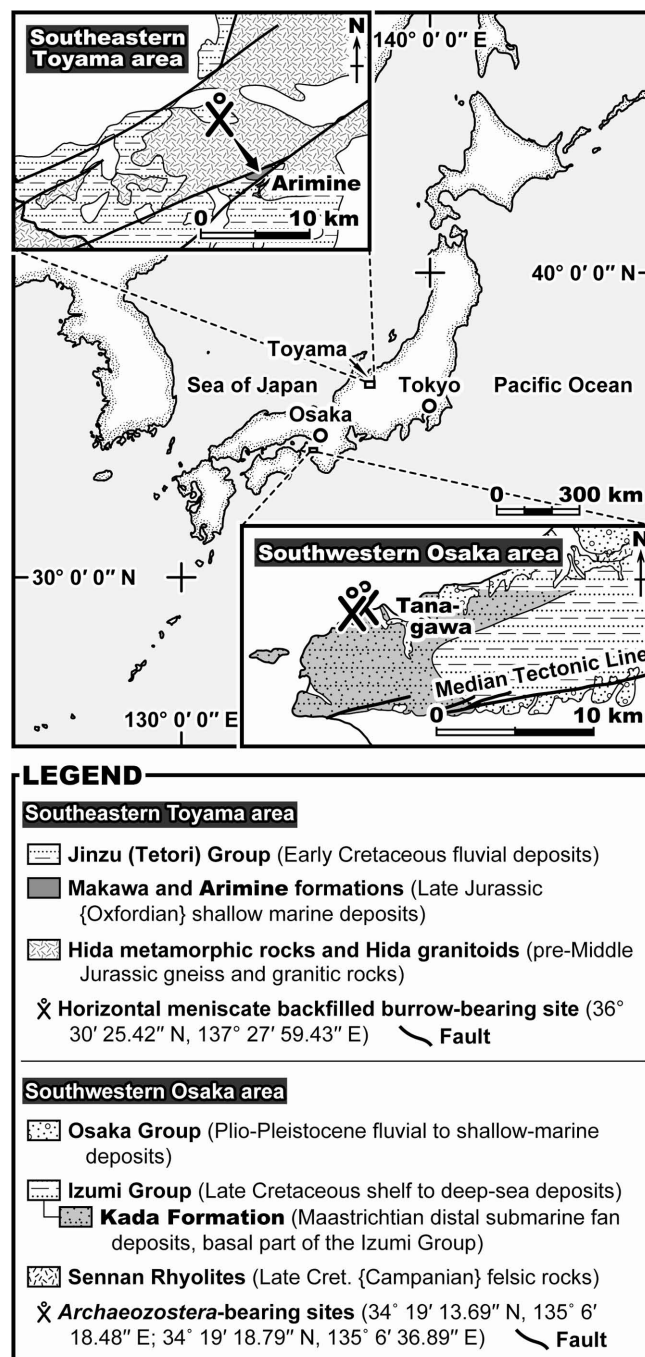 Southeastern
Toyama area
N
140° 0′ 0″ E
Arimine
0 10 km
40° 0′ 0″ N
Toyama
Sea of Japan
Tokyo
Pacific Ocean
Osaka
0 300 km
Southwestern Osaka area
N
30° 0′ 0″ N
Tana-
gawa
Median Tectonic Line
130° 0′ 0″ E
0 10 km
LEGEND
Southeastern Toyama area
Jinzu (Tetori) Group (Early Cretaceous fluvial deposits)
Makawa and Arimine formations (Late Jurassic
{Oxfordian} shallow marine deposits)
Hida metamorphic rocks and Hida granitoids (pre-Middle
Jurassic gneiss and granitic rocks)
Horizontal meniscate backfilled burrow-bearing site (36°
30′ 25.42″ N, 137° 27′ 59.43″ E) Fault
Southwestern Osaka area
Osaka Group (Plio-Pleistocene fluvial to shallow-marine
deposits)
Izumi Group (Late Cretaceous shelf to deep-sea deposits)
Kada Formation (Maastrichtian distal submarine fan
deposits, basal part of the Izumi Group)
Sennan Rhyolites (Late Cret. {Campanian} felsic rocks)
Archaeozostera-bearing sites (34° 19′ 13.69″ N, 135° 6′
18.48″ E; 34° 19′ 18.79″ N, 135° 6′ 36.89″ E) Fault